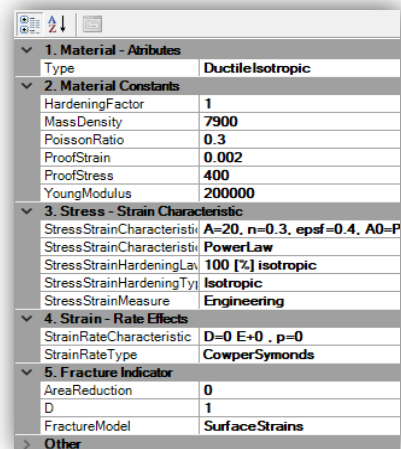 1. Material - Atributes
Type DuctileIsotropic
2. Material Constants
HardeningFactor 1
MassDensity 7900
PoissonRatio 0.3
ProofStrain 0.002
ProofStress 400
YoungModulus 200000
3. Stress - Strain Characteristic
StressStrainCharacteristic A=20, n=0.3, epsf=0.4, A0=P
StressStrainCharacteristic PowerLaw
StressStrainHardeningLaw 100 [%] isotropic
StressStrainHardeningTyp Isotropic
StressStrainMeasure Engineering
4. Strain - Rate Effects
StrainRateCharacteristic D=0 E+0 , p=0
StrainRateType CowperSymonds
5. Fracture Indicator
AreaReduction 0
D 1
FractureModel SurfaceStrains
Other